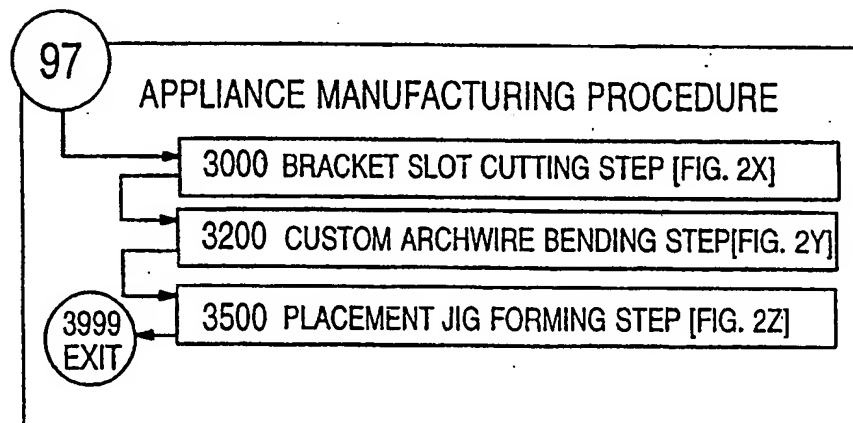 97
APPLIANCE MANUFACTURING PROCEDURE
3000 BRACKET SLOT CUTTING STEP [FIG. 2X]
3200 CUSTOM ARCHWIRE BENDING STEP[FIG. 2Y]
3500 PLACEMENT JIG FORMING STEP [FIG. 2Z]
3999
EXIT